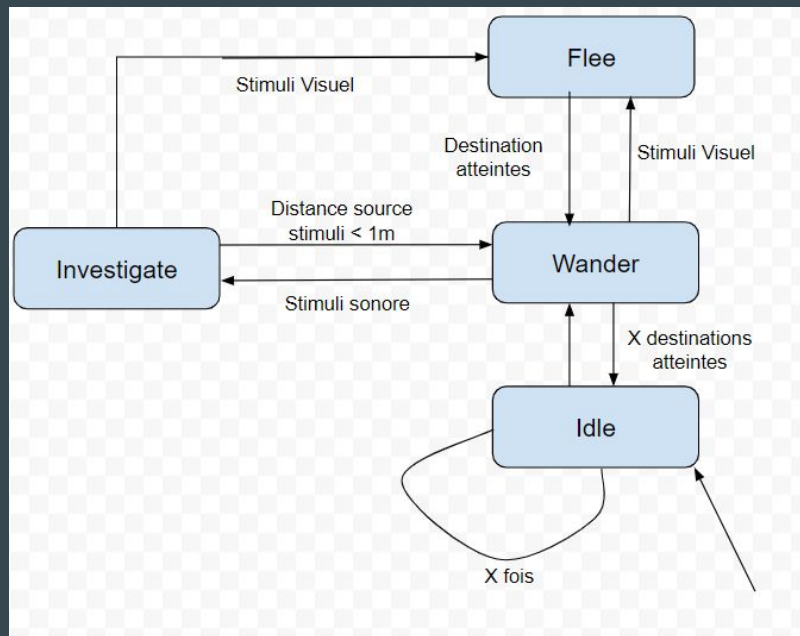 Flee
Stimuli Visuel
Destination
atteintes
Stimuli Visuel
Distance source
stimuli < 1m
Investigate
Wander
Stimuli sonore
X destinations
atteintes
Idle
X fois